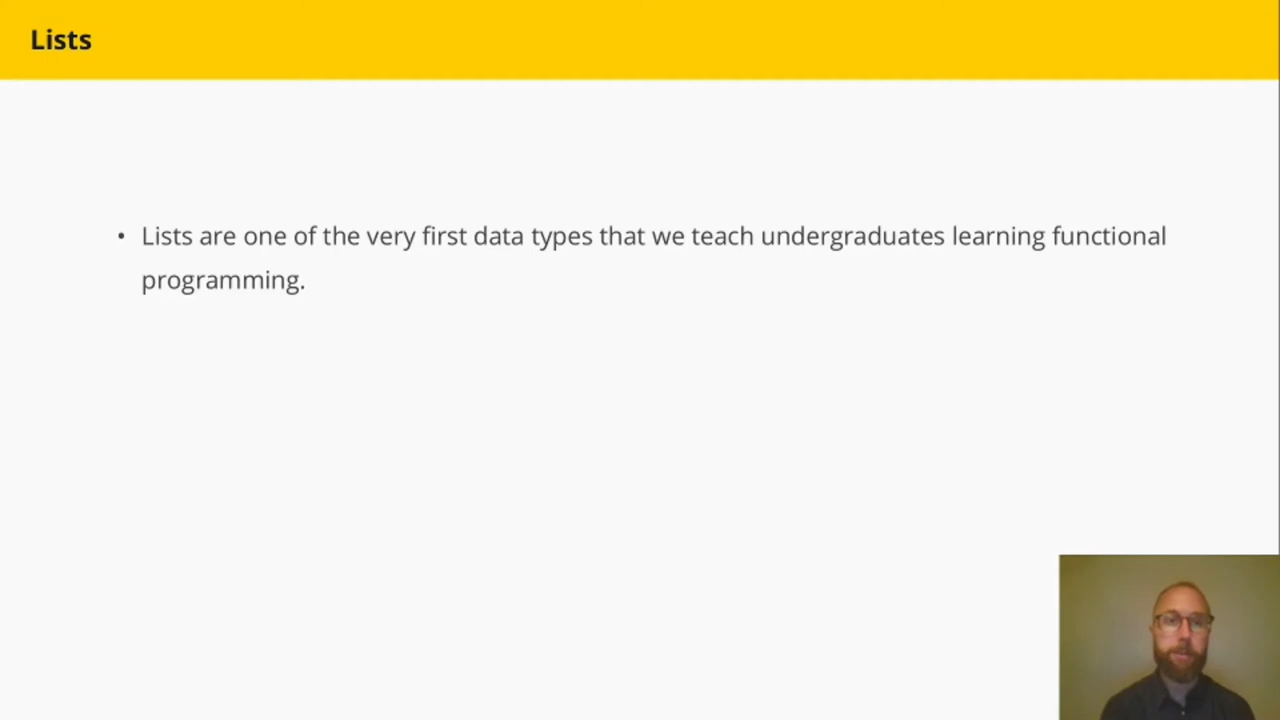 Lists
• Lists are one of the very first data types that we teach undergraduates learning functional
programming.